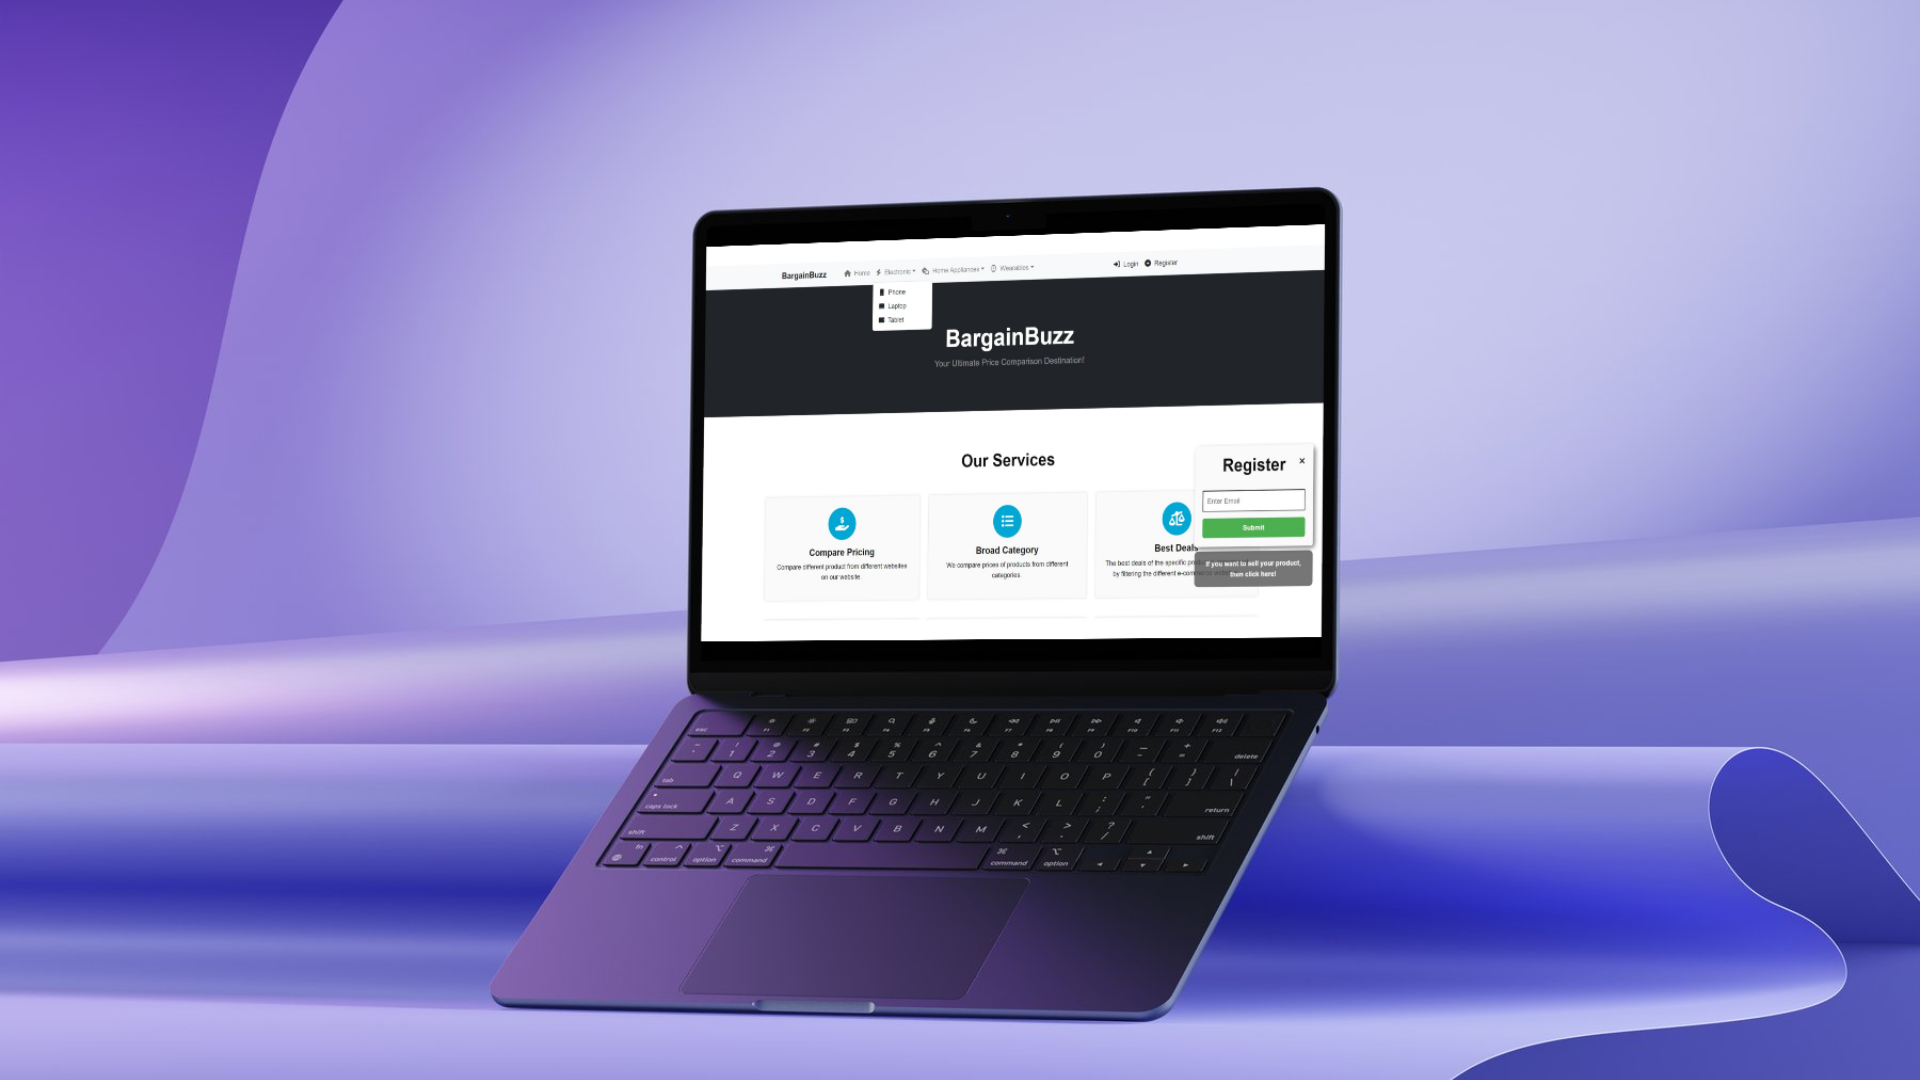 BargainBuzz Home Electronic Home Appliances Wearables Login Register
Phone
Laptop
Tablet
BargainBuzz
Your Ultimate Price Comparison Destination!
Our Services
Register ×
Enter Email
Submit
Compare Pricing
Compare different product from different websites
on our website.
Broad Category
We compare prices of products from different
categories
Best Deals
The best deals of the specific
by filtering the different
If you want to sell your product,
then click here!
esc F1 F2 F3 F4 F5 F6 F7 F8 F9 F10 F11 F12
~ ! @ # $ % ^ & * ( ) _ +
` 1 2 3 4 5 6 7 8 9 0 - = delete
tab Q W E R T Y U I O P { [ } ] | \
caps lock A S D F G H J K L : ; " ' return
shift Z X C V B N M < , > . ? / shift
fn control option command command option